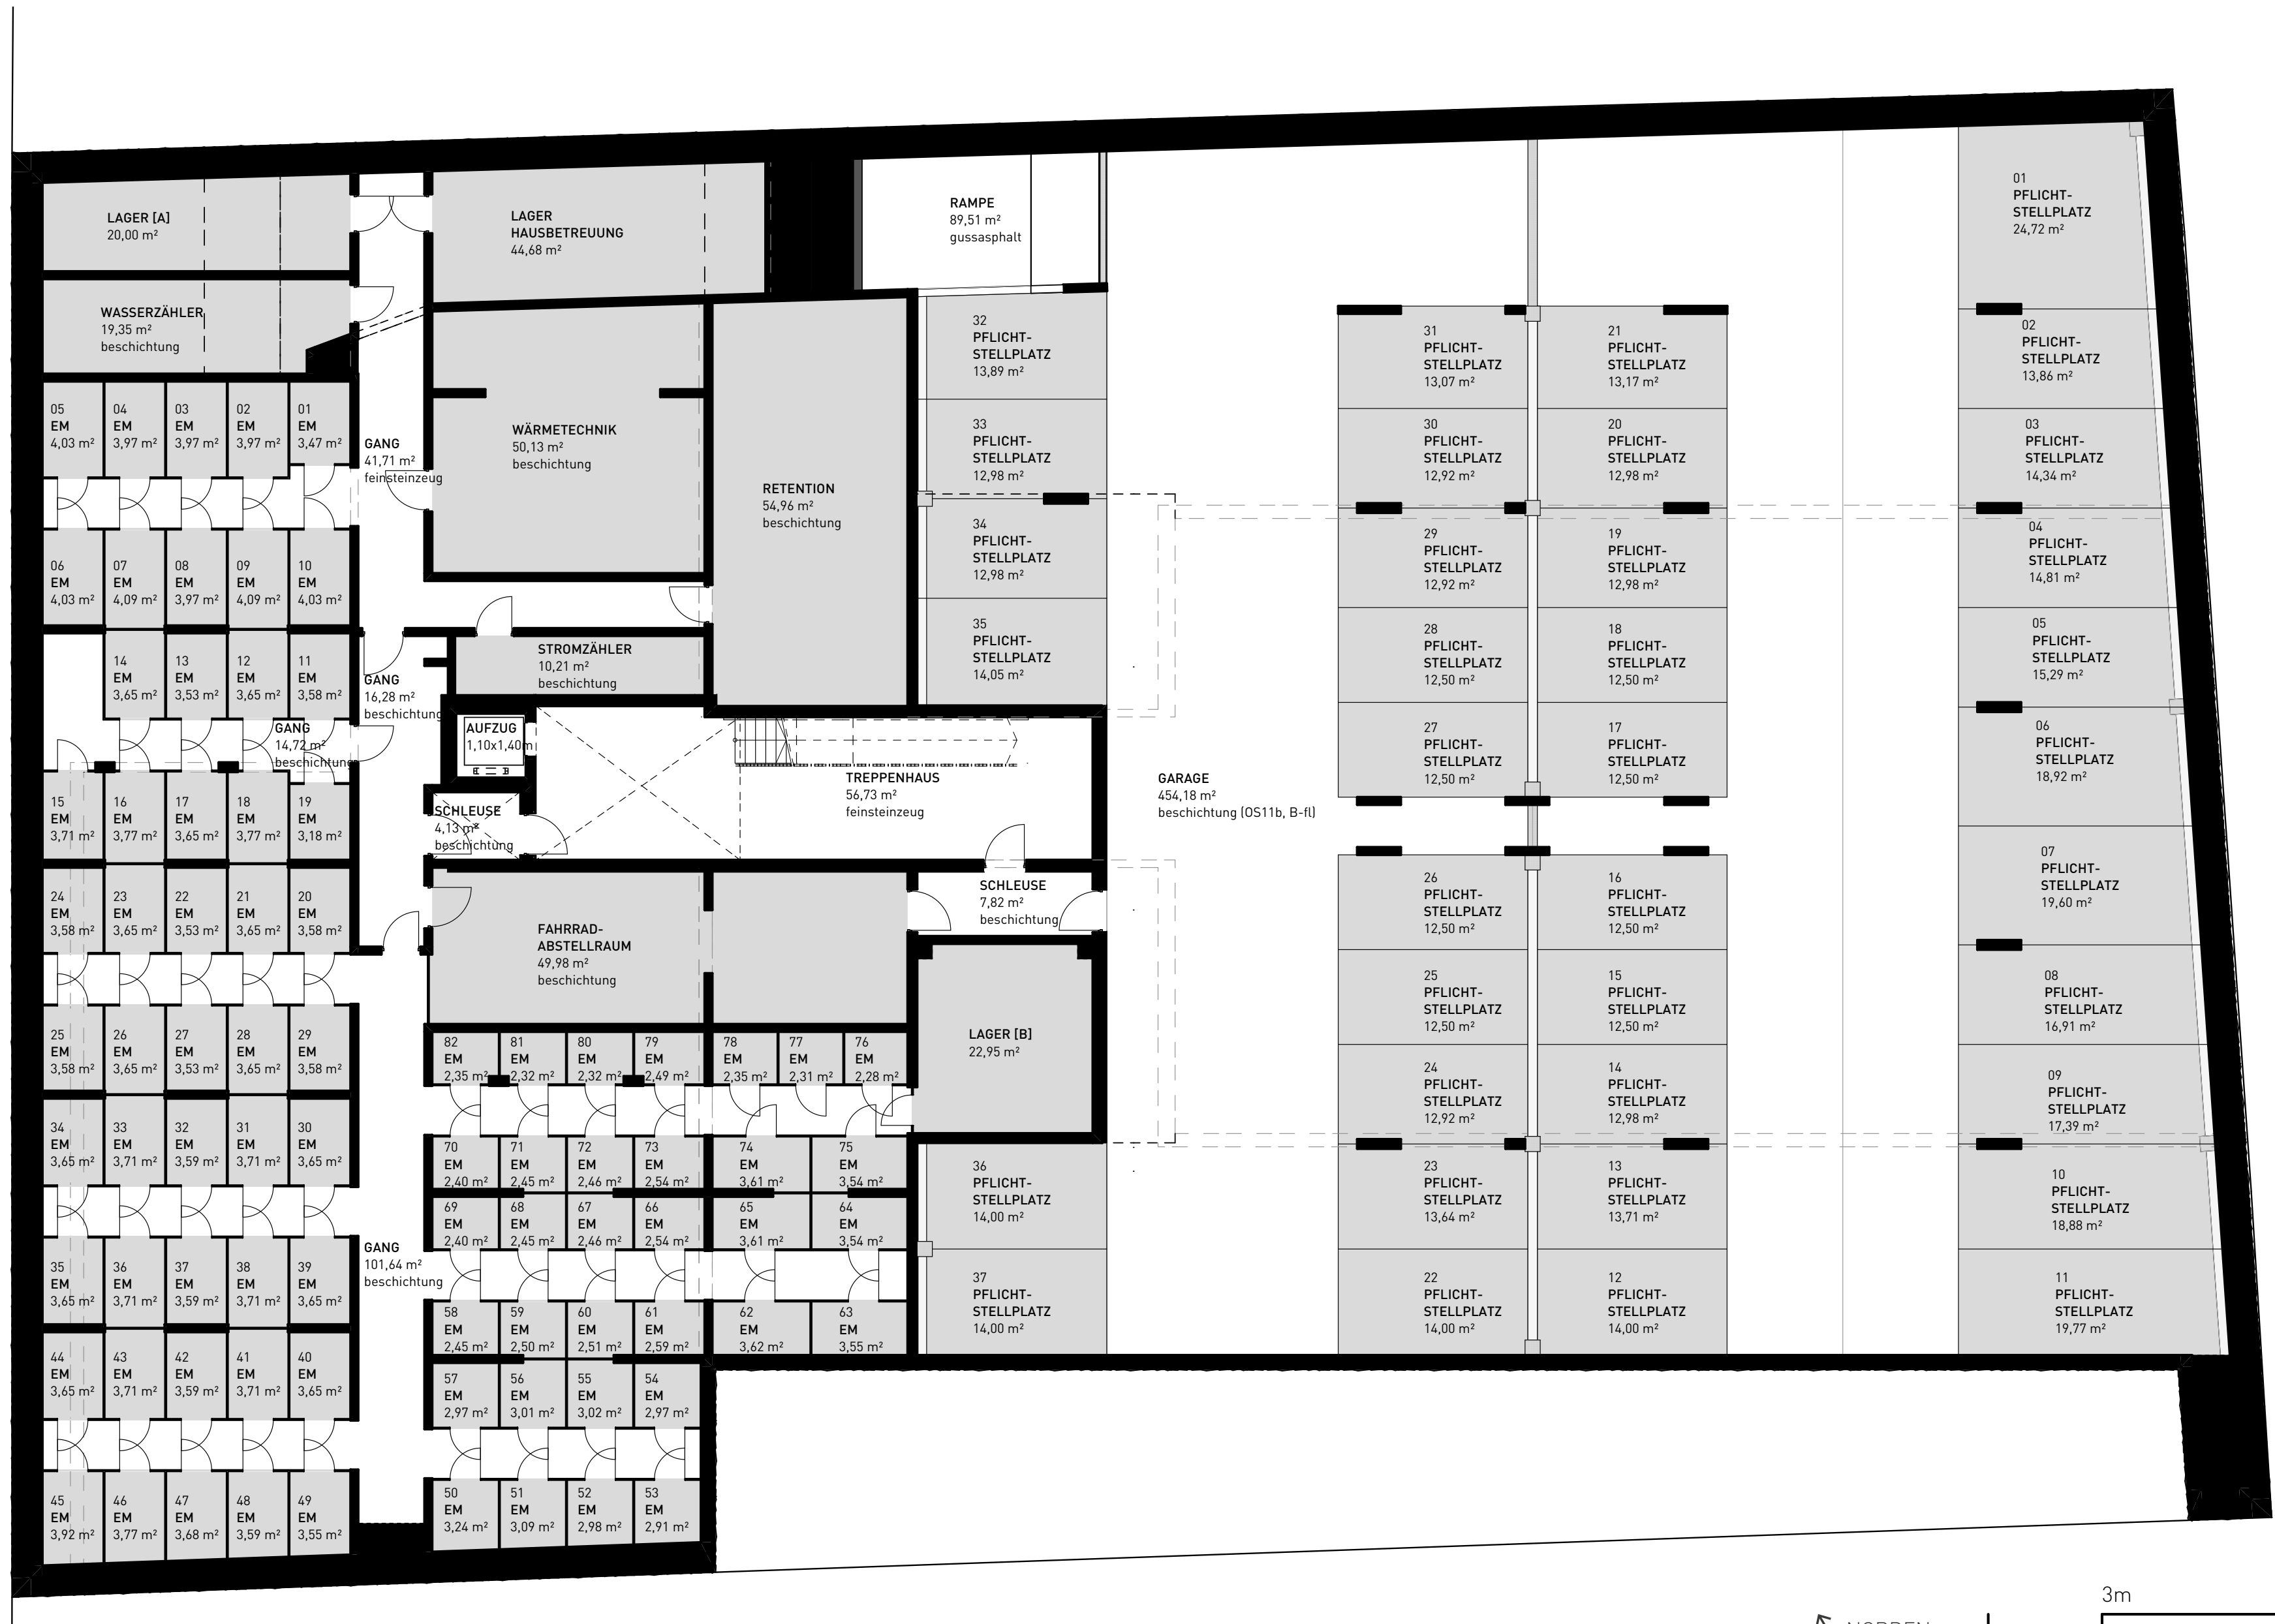 LAGER [A]
20,00 m²
WASSERZÄHLER
19,35 m²
beschichtung
LAGER
HAUSBETREUUNG
44,68 m²
RAMPE
89,51 m²
gussasphalt
GANG
41,71 m²
feinsteinzeug
WÄRMETECHNIK
50,13 m²
beschichtung
RETENTION
54,96 m²
beschichtung
STROMZÄHLER
10,21 m²
beschichtung
GANG
16,28 m²
beschichtung
GANG
14,72 m²
beschichtung
AUFZUG
1,10x1,40m
SCHLEUSE
4,13 m²
beschichtung
TREPPENHAUS
56,73 m²
feinsteinzeug
GARAGE
454,18 m²
beschichtung (OS11b, B-fl)
SCHLEUSE
7,82 m²
beschichtung
FAHRRAD-
ABSTELLRAUM
49,98 m²
beschichtung
LAGER [B]
22,95 m²
GANG
101,64 m²
beschichtung
05
EM
4,03 m²
04
EM
3,97 m²
03
EM
3,97 m²
02
EM
3,97 m²
01
EM
3,47 m²
06
EM
4,03 m²
07
EM
4,09 m²
08
EM
3,97 m²
09
EM
4,09 m²
10
EM
4,03 m²
14
EM
3,65 m²
13
EM
3,53 m²
12
EM
3,65 m²
11
EM
3,58 m²
15
EM
3,71 m²
16
EM
3,77 m²
17
EM
3,65 m²
18
EM
3,77 m²
19
EM
3,18 m²
24
EM
3,58 m²
23
EM
3,65 m²
22
EM
3,53 m²
21
EM
3,65 m²
20
EM
3,58 m²
25
EM
3,58 m²
26
EM
3,65 m²
27
EM
3,53 m²
28
EM
3,65 m²
29
EM
3,58 m²
34
EM
3,65 m²
33
EM
3,71 m²
32
EM
3,59 m²
31
EM
3,71 m²
30
EM
3,65 m²
35
EM
3,65 m²
36
EM
3,71 m²
37
EM
3,59 m²
38
EM
3,71 m²
39
EM
3,65 m²
44
EM
3,65 m²
43
EM
3,71 m²
42
EM
3,59 m²
41
EM
3,71 m²
40
EM
3,65 m²
45
EM
3,92 m²
46
EM
3,77 m²
47
EM
3,68 m²
48
EM
3,59 m²
49
EM
3,55 m²
82
EM
2,35 m²
81
EM
2,32 m²
80
EM
2,32 m²
79
EM
2,49 m²
78
EM
2,35 m²
77
EM
2,31 m²
76
EM
2,28 m²
70
EM
2,40 m²
71
EM
2,45 m²
72
EM
2,46 m²
73
EM
2,54 m²
74
EM
3,61 m²
75
EM
3,54 m²
69
EM
2,40 m²
68
EM
2,45 m²
67
EM
2,46 m²
66
EM
2,54 m²
65
EM
3,61 m²
64
EM
3,54 m²
58
EM
2,45 m²
59
EM
2,50 m²
60
EM
2,51 m²
61
EM
2,59 m²
62
EM
3,62 m²
63
EM
3,55 m²
57
EM
2,97 m²
56
EM
3,01 m²
55
EM
3,02 m²
54
EM
2,97 m²
50
EM
3,24 m²
51
EM
3,09 m²
52
EM
2,98 m²
53
EM
2,91 m²
32
PFLICHT-
STELLPLATZ
13,89 m²
33
PFLICHT-
STELLPLATZ
12,98 m²
34
PFLICHT-
STELLPLATZ
12,98 m²
35
PFLICHT-
STELLPLATZ
14,05 m²
36
PFLICHT-
STELLPLATZ
14,00 m²
37
PFLICHT-
STELLPLATZ
14,00 m²
31
PFLICHT-
STELLPLATZ
13,07 m²
30
PFLICHT-
STELLPLATZ
12,92 m²
29
PFLICHT-
STELLPLATZ
12,92 m²
28
PFLICHT-
STELLPLATZ
12,50 m²
27
PFLICHT-
STELLPLATZ
12,50 m²
26
PFLICHT-
STELLPLATZ
12,50 m²
25
PFLICHT-
STELLPLATZ
12,50 m²
24
PFLICHT-
STELLPLATZ
12,92 m²
23
PFLICHT-
STELLPLATZ
13,64 m²
22
PFLICHT-
STELLPLATZ
14,00 m²
21
PFLICHT-
STELLPLATZ
13,17 m²
20
PFLICHT-
STELLPLATZ
12,98 m²
19
PFLICHT-
STELLPLATZ
12,98 m²
18
PFLICHT-
STELLPLATZ
12,50 m²
17
PFLICHT-
STELLPLATZ
12,50 m²
16
PFLICHT-
STELLPLATZ
12,50 m²
15
PFLICHT-
STELLPLATZ
12,50 m²
14
PFLICHT-
STELLPLATZ
12,98 m²
13
PFLICHT-
STELLPLATZ
13,71 m²
12
PFLICHT-
STELLPLATZ
14,00 m²
01
PFLICHT-
STELLPLATZ
24,72 m²
02
PFLICHT-
STELLPLATZ
13,86 m²
03
PFLICHT-
STELLPLATZ
14,34 m²
04
PFLICHT-
STELLPLATZ
14,81 m²
05
PFLICHT-
STELLPLATZ
15,29 m²
06
PFLICHT-
STELLPLATZ
18,92 m²
07
PFLICHT-
STELLPLATZ
19,60 m²
08
PFLICHT-
STELLPLATZ
16,91 m²
09
PFLICHT-
STELLPLATZ
17,39 m²
10
PFLICHT-
STELLPLATZ
18,88 m²
11
PFLICHT-
STELLPLATZ
19,77 m²
3m